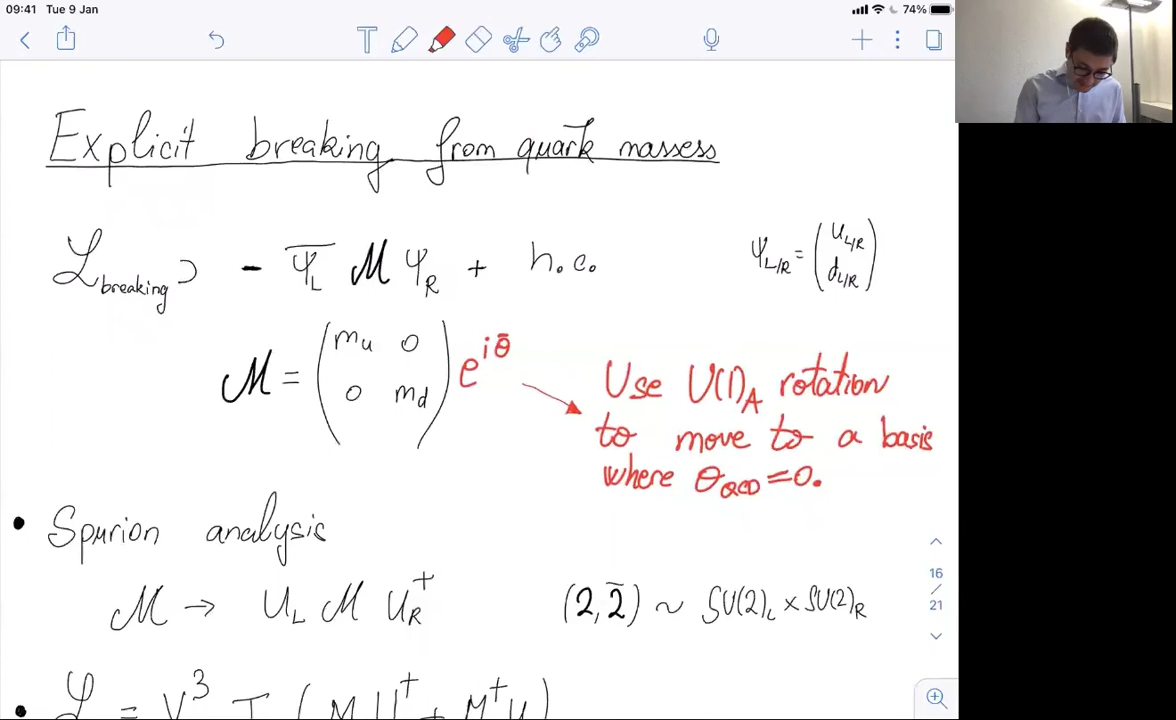 09:41 Tue 9 Jan 74%
Explicit breaking from quark massess
ℒ_breaking ⊃ - ψ̄_L ℳ ψ_R + h.c.
ψ_L/R = ( u_L/R d_L/R )
ℳ = ( m_u 0
0 m_d ) e^{iθ̄}
Use U(1)_A rotation
to move to a basis
where θ_QCD = 0.
• Spurion analysis
ℳ → U_L ℳ U_R^†
(2, 2̄) ~ SU(2)_L × SU(2)_R
16
/
21